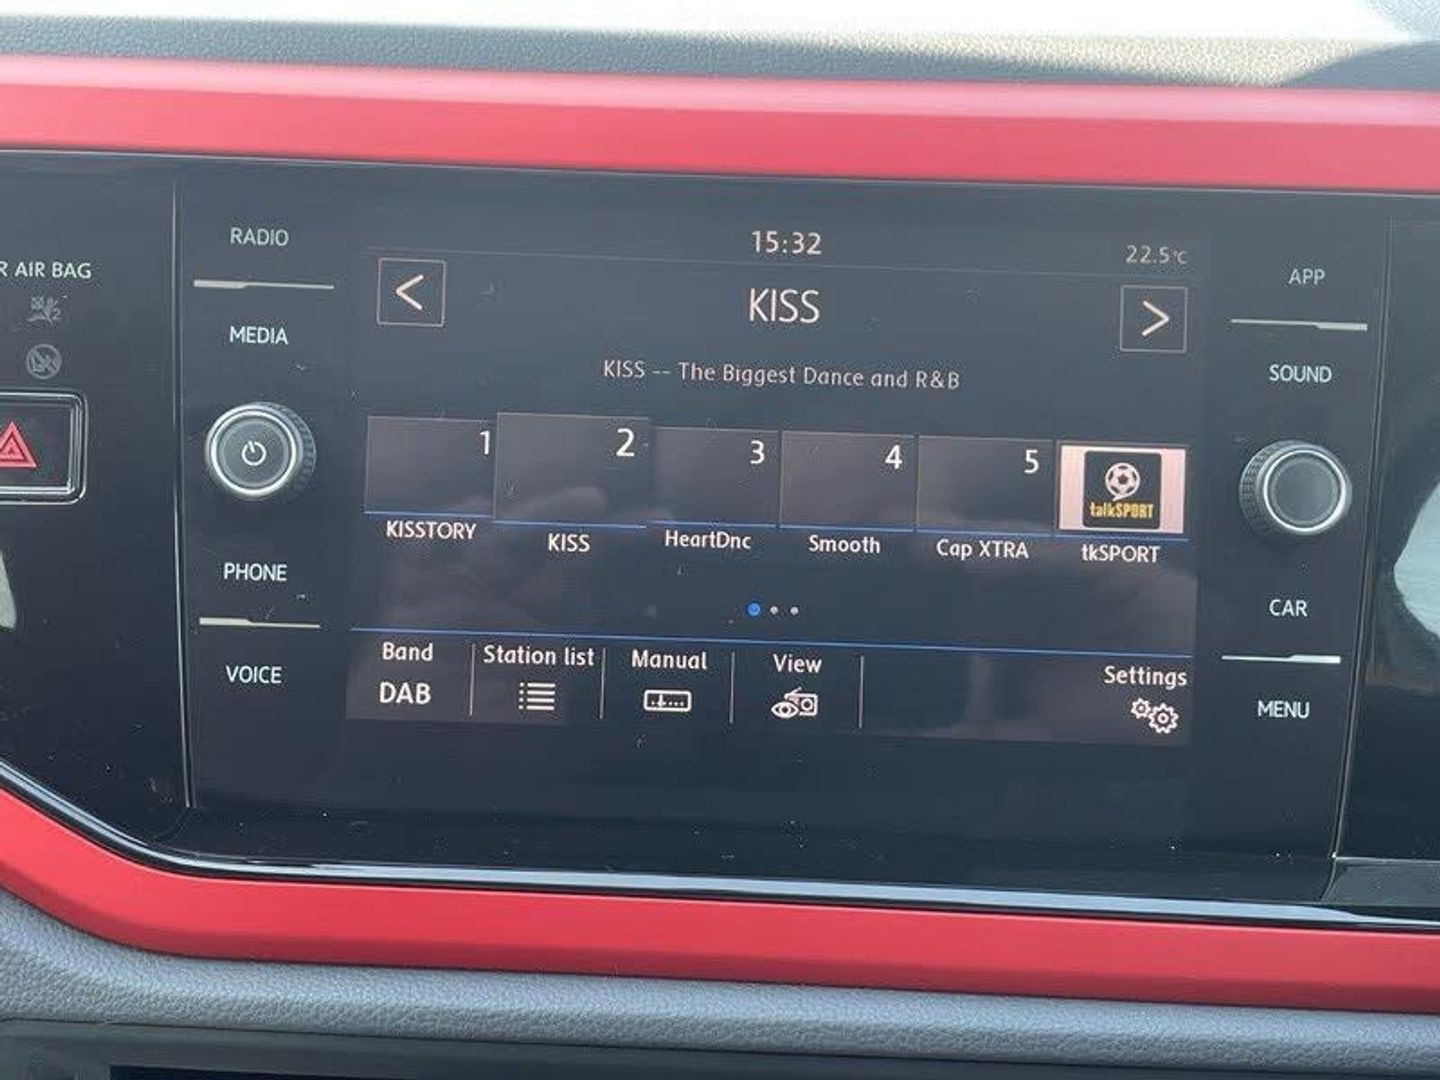 RADIO
15:32
22.5°C
R AIR BAG
APP
<
KISS
>
MEDIA
SOUND
KISS -- The Biggest Dance and R&B
1
2
3
4
5
talkSPORT
KISSTORY
KISS
HeartDnc
Smooth
Cap XTRA
tkSPORT
PHONE
CAR
Band
Station list
Manual
View
Settings
VOICE
DAB
MENU